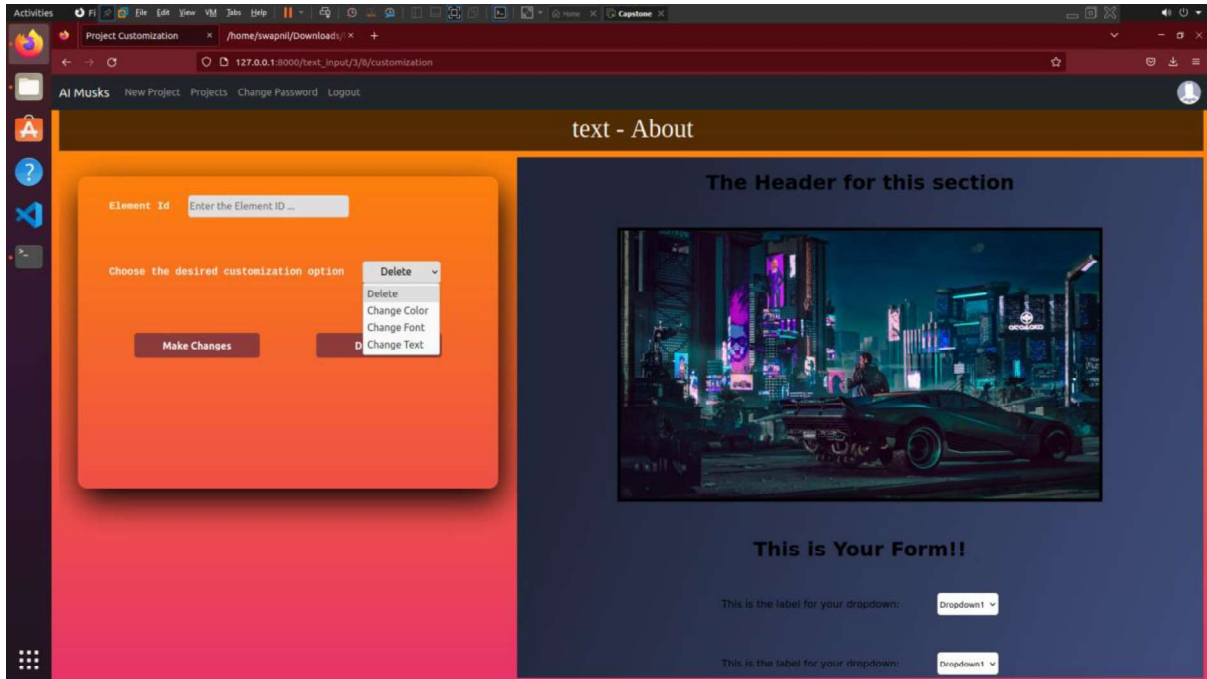 Activities Fi File Edit View VM Tabs Help Home Capstone
Project Customization /home/swapnil/Downloads/
127.0.0.1:8000/text_input/3/8/customization
AI Musks New Project Projects Change Password Logout
text - About
Element Id Enter the Element ID ...
Choose the desired customization option Delete
Delete
Change Color
Change Font
Change Text
Make Changes D
The Header for this section
This is Your Form!!
This is the label for your dropdown: Dropdown1
This is the label for your dropdown: Dropdown1